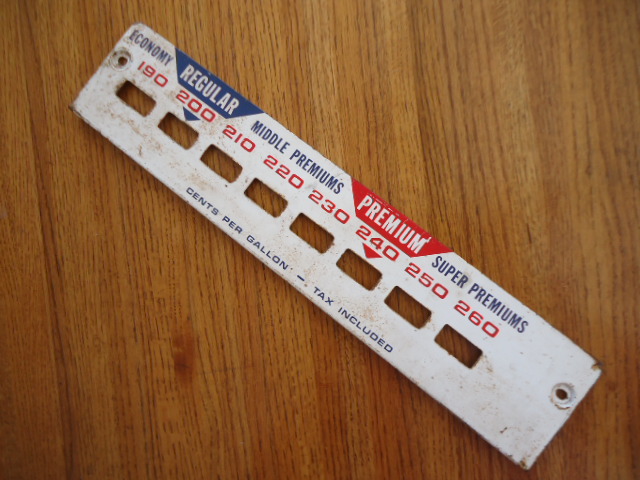 ECONOMY REGULAR MIDDLE PREMIUMS PREMIUM SUPER PREMIUMS
190 200 210 220 230 240 250 260
CENTS PER GALLON - TAX INCLUDED